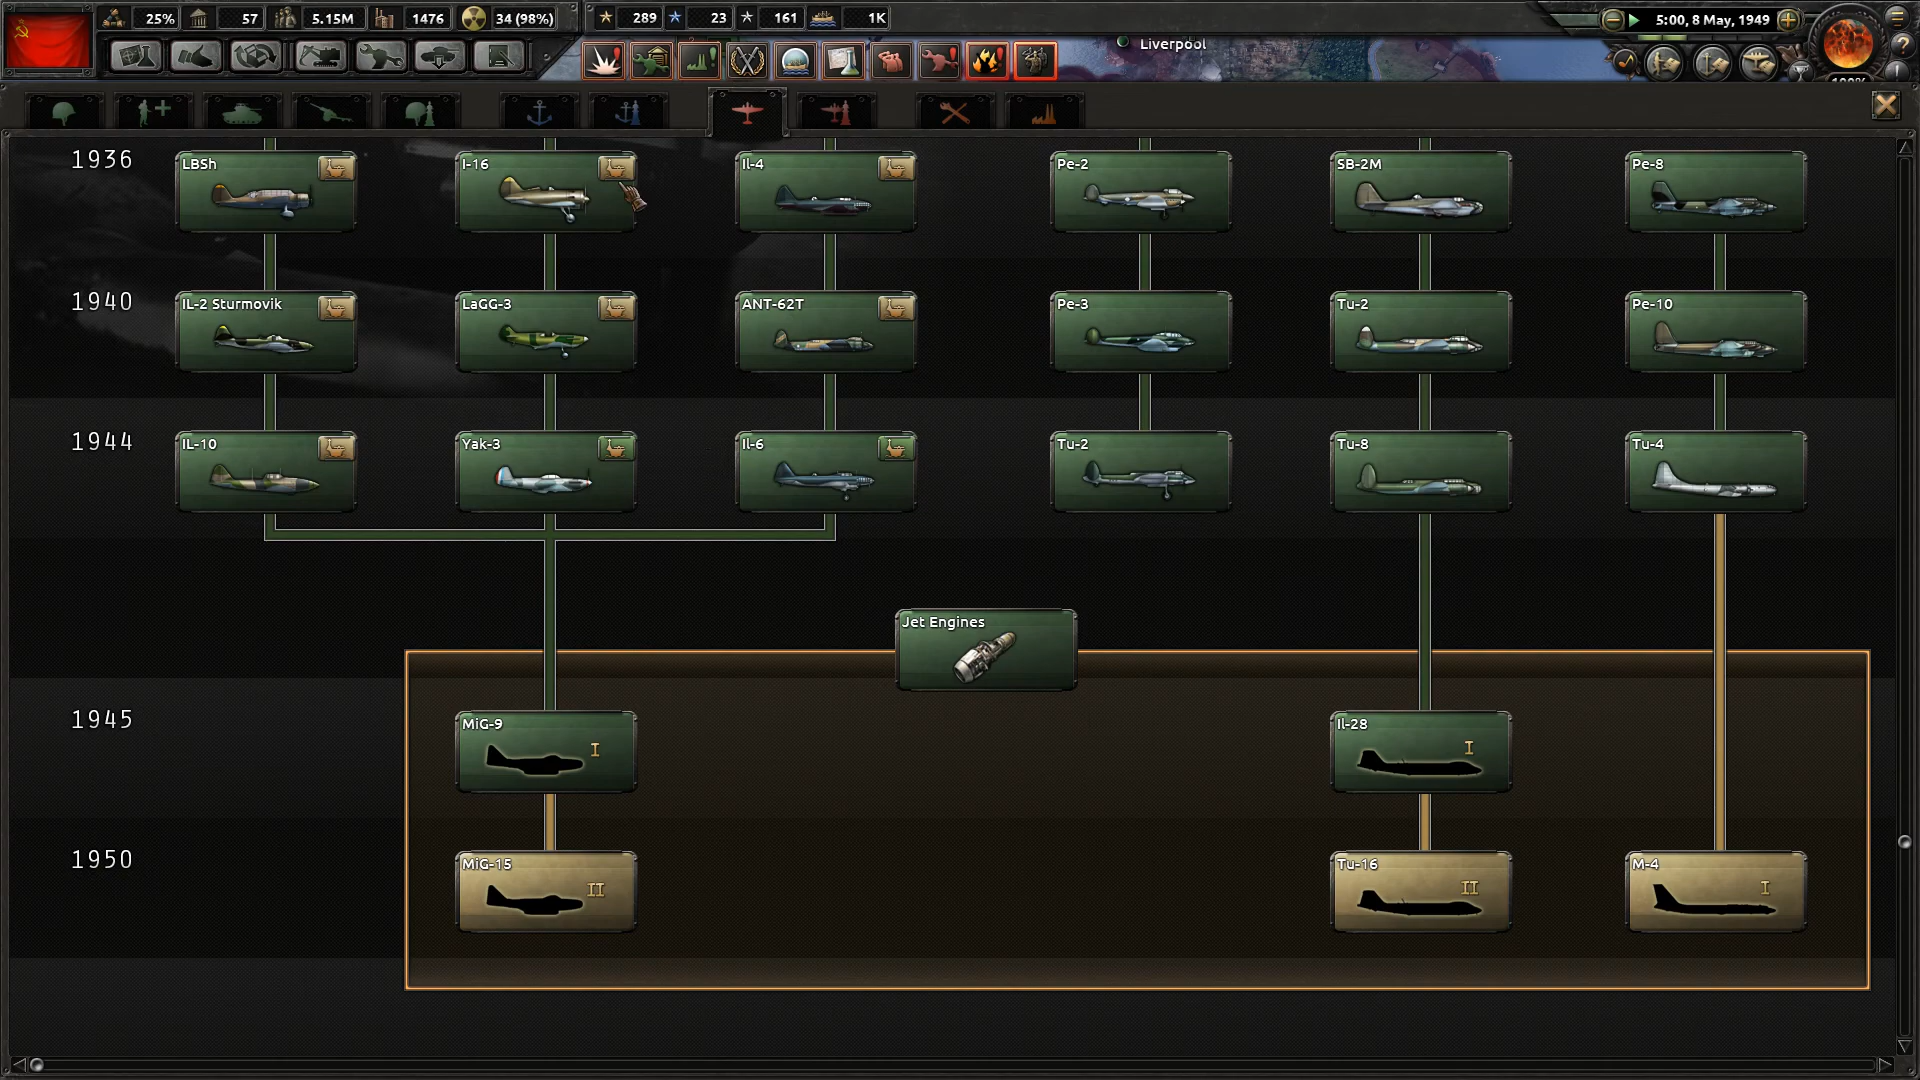 25% 57 5.15M 1476 34 (98%) 289 23 161 1K 5:00, 8 May, 1949
Liverpool
1936 LBSh I-16 Il-4 Pe-2 SB-2M Pe-8
1940 IL-2 Sturmovik LaGG-3 ANT-62T Pe-3 Tu-2 Pe-10
1944 IL-10 Yak-3 Il-6 Tu-2 Tu-8 Tu-4
Jet Engines
1945 MiG-9 I Il-28 I
1950 MiG-15 II Tu-16 II M-4 I